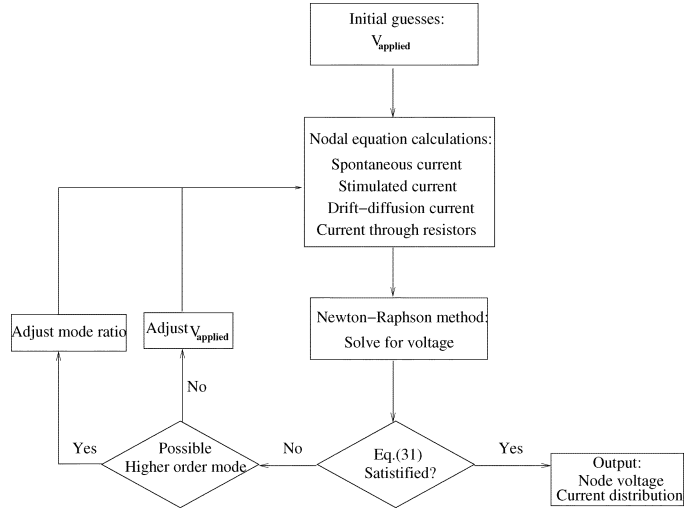 Initial guesses:
Vapplied
Nodal equation calculations:
Spontaneous current
Stimulated current
Drift-diffusion current
Current through resistors
Adjust mode ratio
Adjust Vapplied
Newton-Raphson method:
Solve for voltage
No
Yes
Possible
Higher order mode
No
Eq.(31)
Satistified?
Yes
Output:
Node voltage
Current distribution